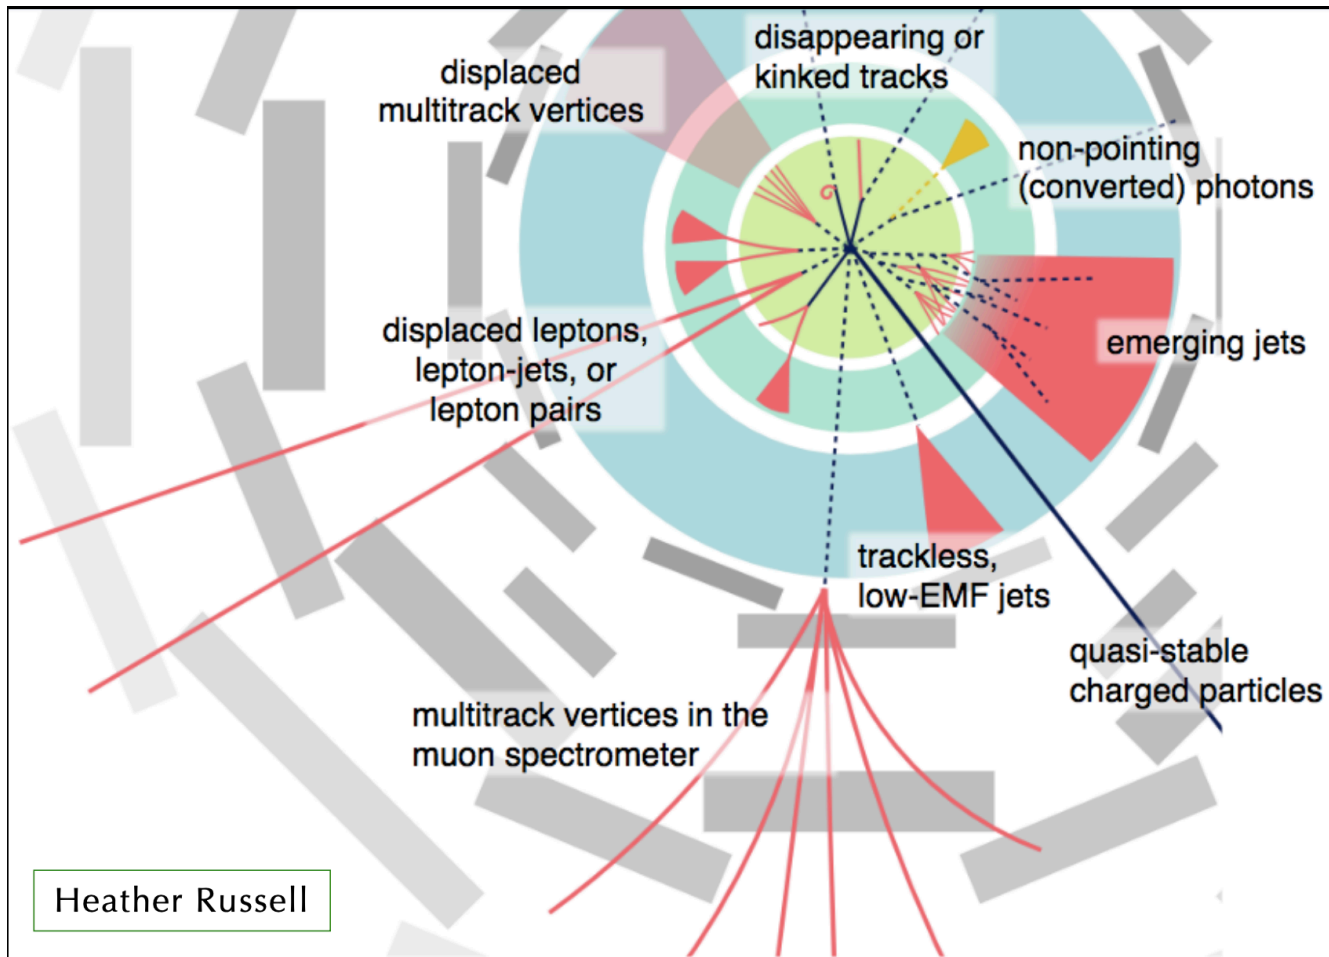 disappearing or
kinked tracks
displaced
multitrack vertices
non-pointing
(converted) photons
displaced leptons,
lepton-jets, or
lepton pairs
emerging jets
trackless,
low-EMF jets
quasi-stable
charged particles
multitrack vertices in the
muon spectrometer
Heather Russell